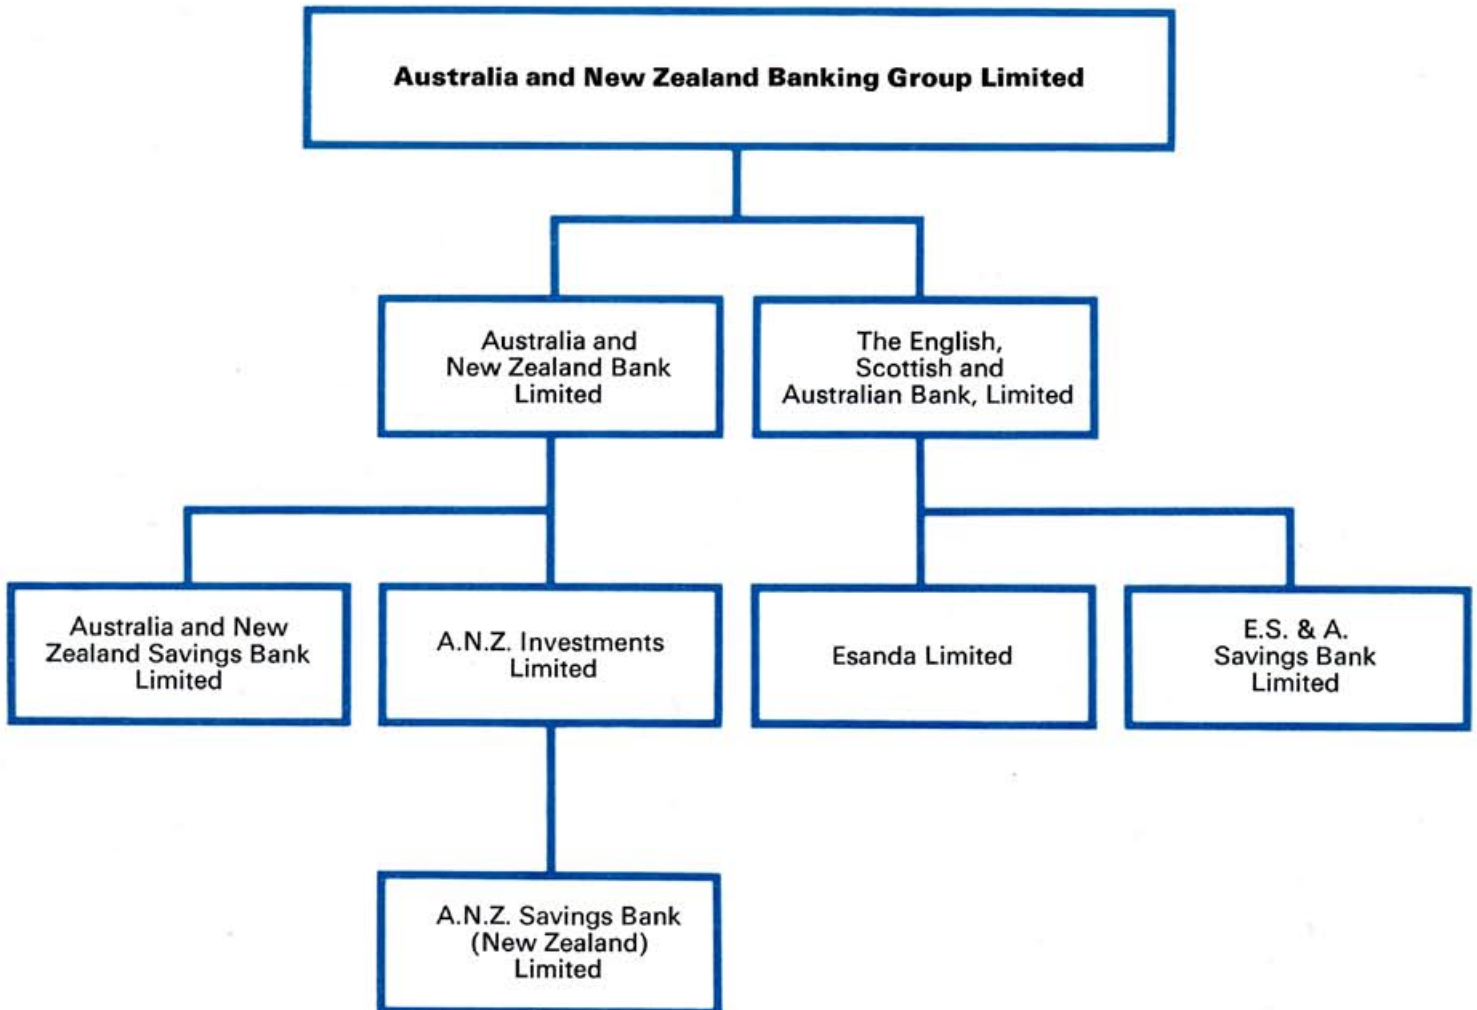 Australia and New Zealand Banking Group Limited
Australia and
New Zealand Bank
Limited
The English,
Scottish and
Australian Bank, Limited
Australia and New
Zealand Savings Bank
Limited
A.N.Z. Investments
Limited
Esanda Limited
E.S. & A.
Savings Bank
Limited
A.N.Z. Savings Bank
(New Zealand)
Limited